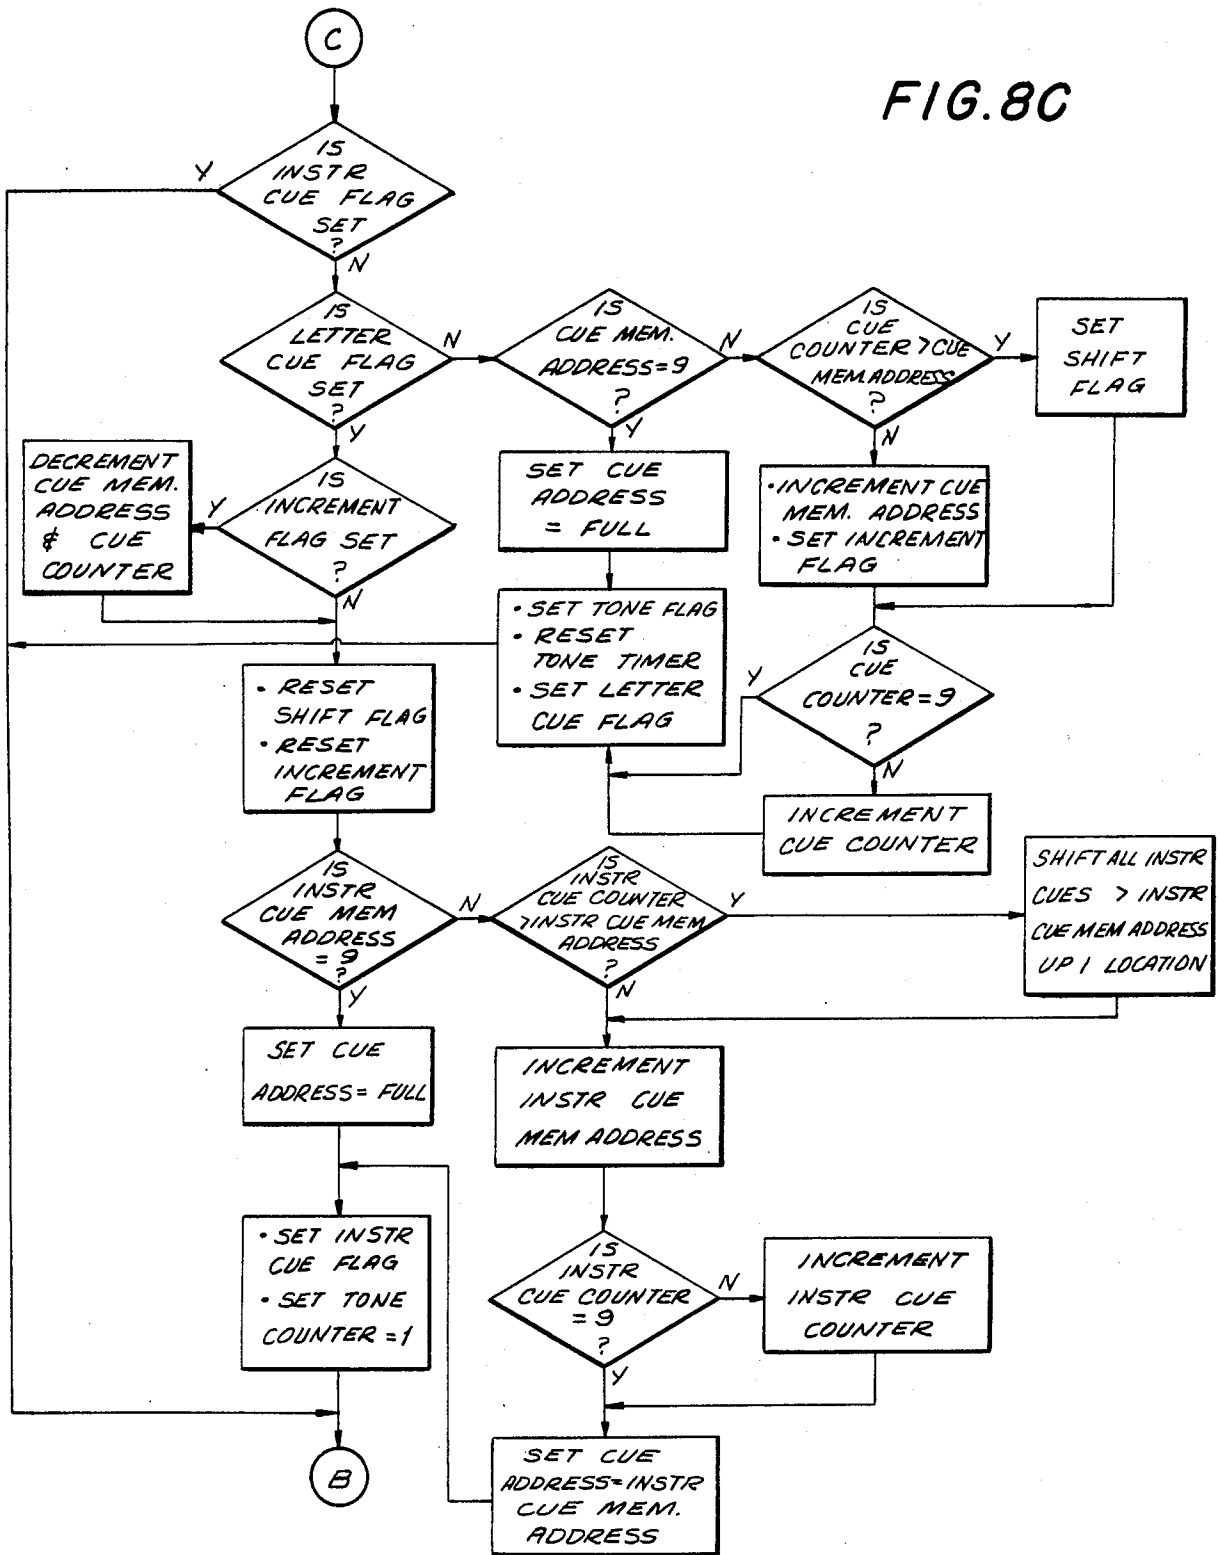 C
FIG.8C
IS
INSTR
CUE FLAG
SET
?
Y
N
IS
LETTER
CUE FLAG
SET
?
N
Y
IS
CUE MEM.
ADDRESS=9
?
N
Y
IS
CUE
COUNTER>CUE
MEM.ADDRESS
?
Y
N
SET
SHIFT
FLAG
DECREMENT
CUE MEM.
ADDRESS
& CUE
COUNTER
Y
IS
INCREMENT
FLAG SET
?
N
SET CUE
ADDRESS
= FULL
•INCREMENT CUE
MEM. ADDRESS
• SET INCREMENT
FLAG
• SET TONE FLAG
• RESET
TONE TIMER
• SET LETTER
CUE FLAG
Y
IS
CUE
COUNTER=9
?
N
• RESET
SHIFT FLAG
• RESET
INCREMENT
FLAG
INCREMENT
CUE COUNTER
IS
INSTR
CUE MEM
ADDRESS
= 9
?
N
Y
IS
INSTR
CUE COUNTER
>INSTR CUE MEM
ADDRESS
?
Y
N
SHIFT ALL INSTR
CUES > INSTR
CUE MEM ADDRESS
UP 1 LOCATION
SET CUE
ADDRESS= FULL
INCREMENT
INSTR CUE
MEM ADDRESS
• SET INSTR
CUE FLAG
• SET TONE
COUNTER =1
IS
INSTR
CUE COUNTER
= 9
?
N
Y
INCREMENT
INSTR CUE
COUNTER
B
SET CUE
ADDRESS=INSTR
CUE MEM.
ADDRESS